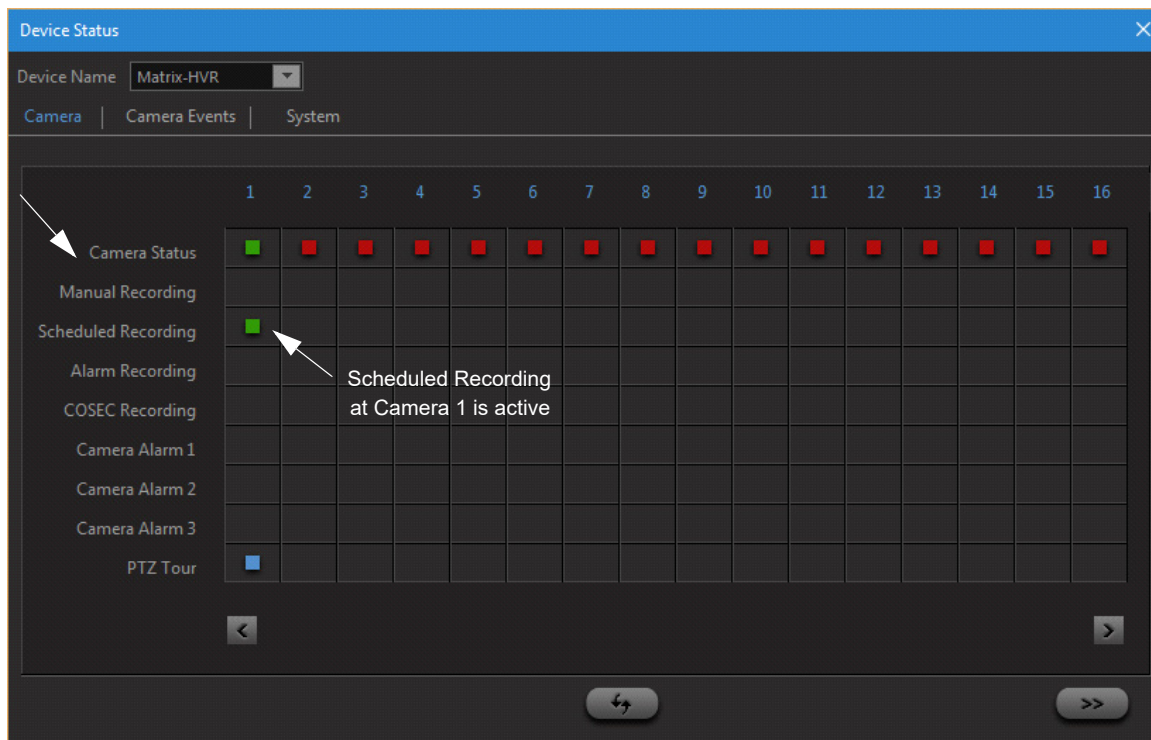 Device Status
Device Name Matrix-HVR
Camera | Camera Events | System
1 2 3 4 5 6 7 8 9 10 11 12 13 14 15 16
Camera Status
Manual Recording
Scheduled Recording
Alarm Recording
Scheduled Recording
at Camera 1 is active
COSEC Recording
Camera Alarm 1
Camera Alarm 2
Camera Alarm 3
PTZ Tour
< >
>>